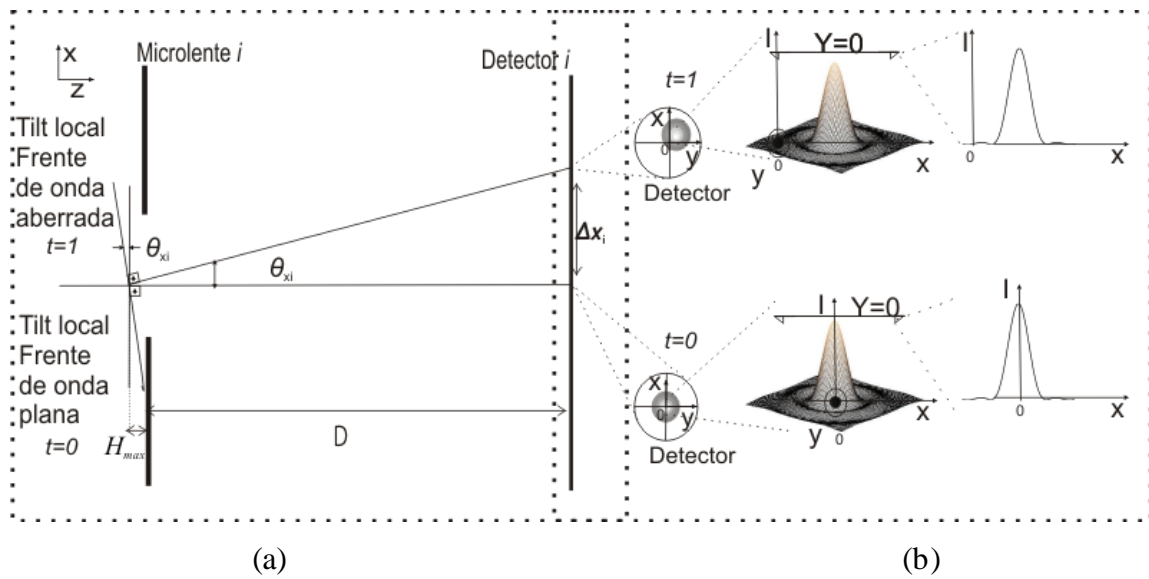 x
z
Microlente i
Tilt local
Frente
de onda
aberrada
t=1
θxi
θxi
Tilt local
Frente
de onda
plana
t=0
Hmax
D
Detector i
Δxi
t=1
x
0
y
Detector
I
Y=0
y
0
x
I
0
x
t=0
x
0
y
Detector
I
Y=0
y
0
x
I
0
x
(a)
(b)